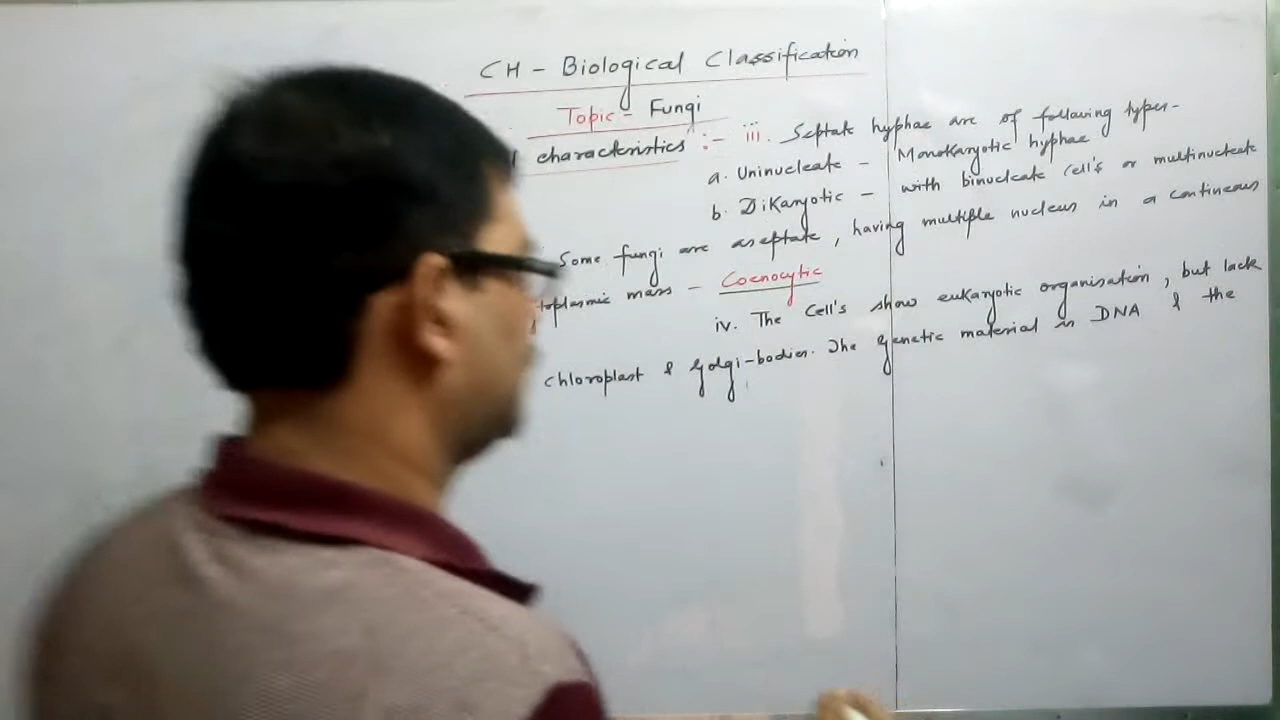 CH - Biological Classification
Topic - Fungi
characteristics :- iii. Septate hyphae are of following types-
a. Uninucleate - Monokaryotic hyphae
b. Dikaryotic - with binucleate cell's or multinucleate
Some fungi are aseptate, having multiple nucleus in a continuous
toplasmic mass - Coenocytic
iv. The Cell's show eukaryotic organisation, but lack
chloroplast & golgi-bodies. The genetic material is DNA & the